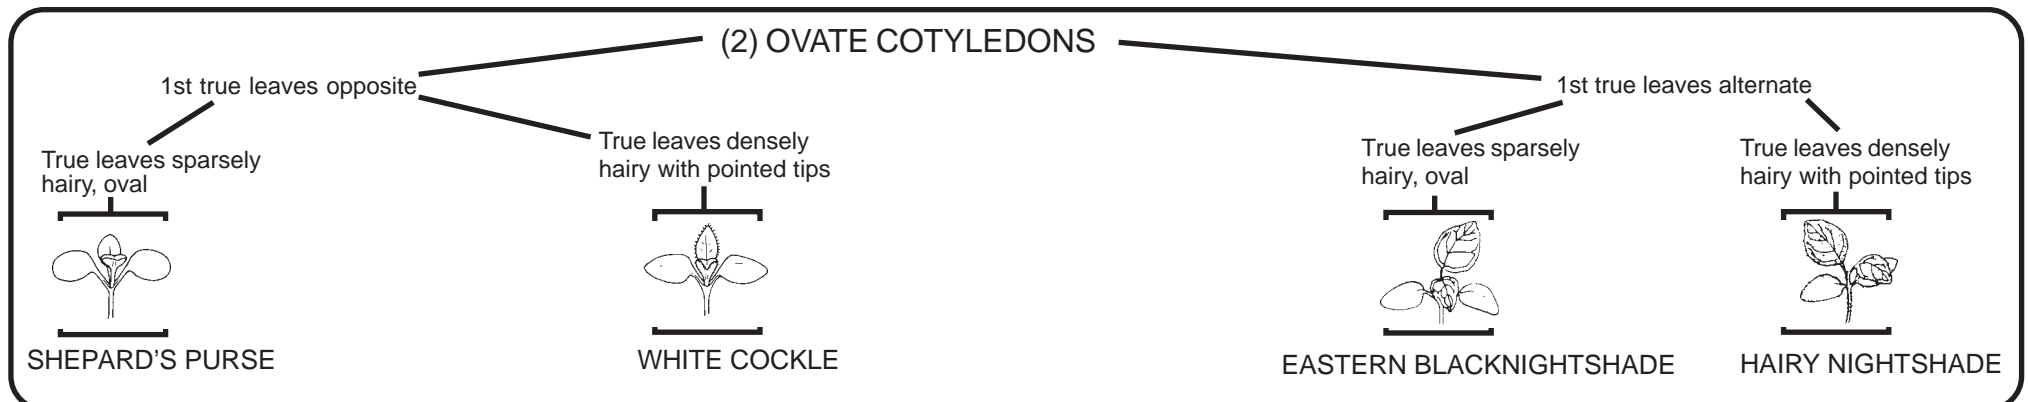 (2) OVATE COTYLEDONS
1st true leaves opposite
1st true leaves alternate
True leaves sparsely
hairy, oval
True leaves densely
hairy with pointed tips
True leaves sparsely
hairy, oval
True leaves densely
hairy with pointed tips
SHEPARD'S PURSE
WHITE COCKLE
EASTERN BLACKNIGHTSHADE
HAIRY NIGHTSHADE